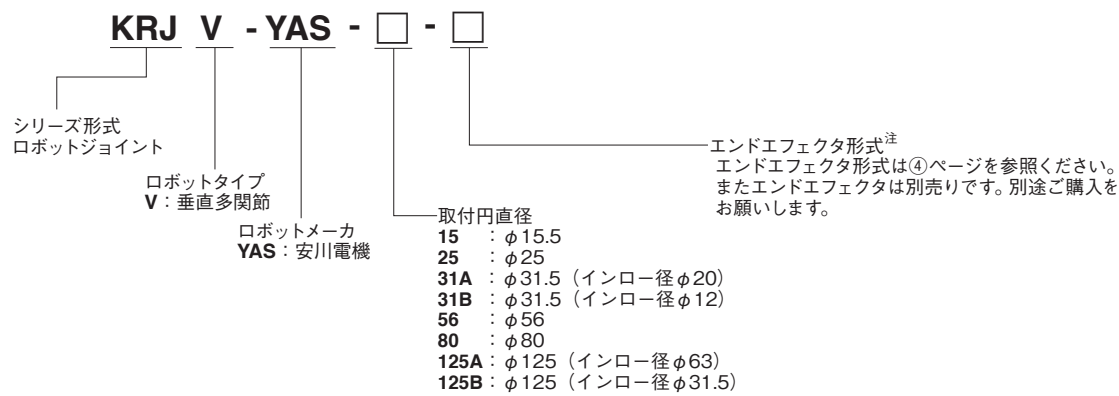 KRJ V - YAS - □ - □
シリーズ形式
ロボットジョイント
ロボットタイプ
V：垂直多関節
ロボットメーカ
YAS：安川電機
取付円直径
15 ：φ15.5
25 ：φ25
31A ：φ31.5（インロー径φ20）
31B ：φ31.5（インロー径φ12）
56 ：φ56
80 ：φ80
125A：φ125（インロー径φ63）
125B：φ125（インロー径φ31.5）
エンドエフェクタ形式注
エンドエフェクタ形式は④ページを参照ください。
またエンドエフェクタは別売りです。別途ご購入を
お願いします。